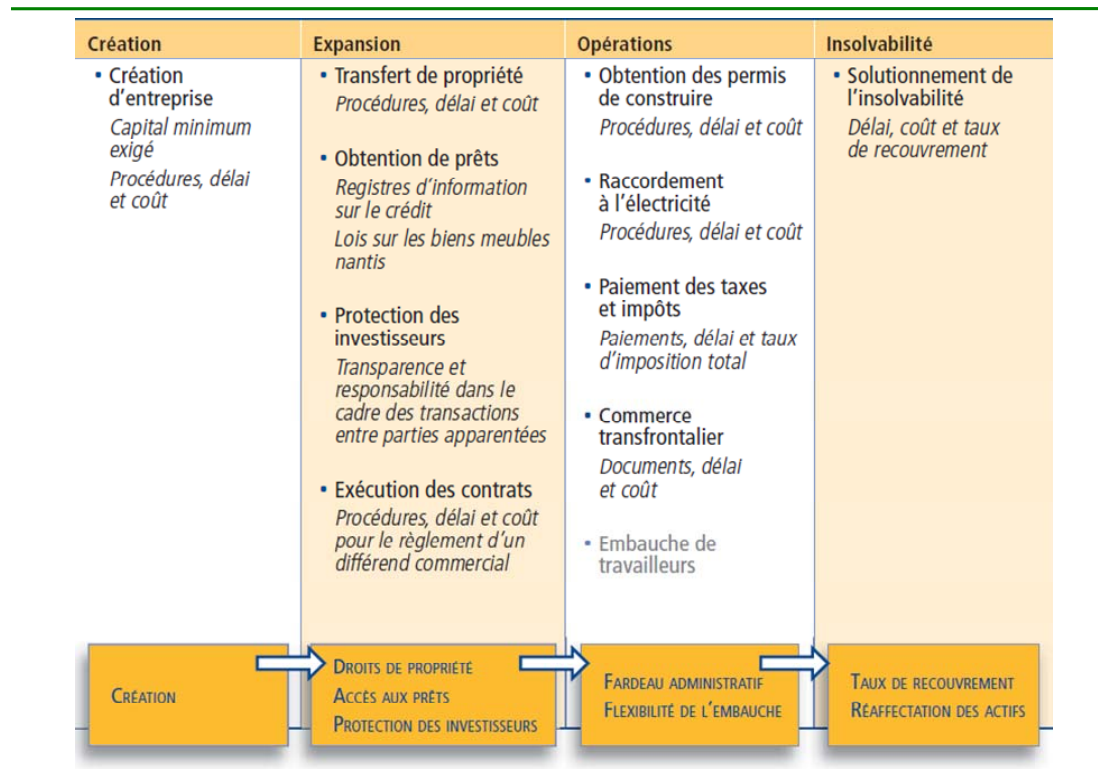 Création
• Création
d'entreprise
Capital minimum
exigé
Procédures, délai
et coût
Expansion
• Transfert de propriété
Procédures, délai et coût
• Obtention de prêts
Registres d'information
sur le crédit
Lois sur les biens meubles
nantis
• Protection des
investisseurs
Transparence et
responsabilité dans le
cadre des transactions
entre parties apparentées
• Exécution des contrats
Procédures, délai et coût
pour le règlement d'un
différend commercial
Opérations
• Obtention des permis
de construire
Procédures, délai et coût
• Raccordement
à l'électricité
Procédures, délai et coût
• Paiement des taxes
et impôts
Paiements, délai et taux
d'imposition total
• Commerce
transfrontalier
Documents, délai
et coût
• Embauche de
travailleurs
Insolvabilité
• Solutionnement de
l'insolvabilité
Délai, coût et taux
de recouvrement
CRÉATION
DROITS DE PROPRIÉTÉ
ACCÈS AUX PRÊTS
PROTECTION DES INVESTISSEURS
FARDEAU ADMINISTRATIF
FLEXIBILITÉ DE L'EMBAUCHE
TAUX DE RECOUVREMENT
RÉAFFECTATION DES ACTIFS